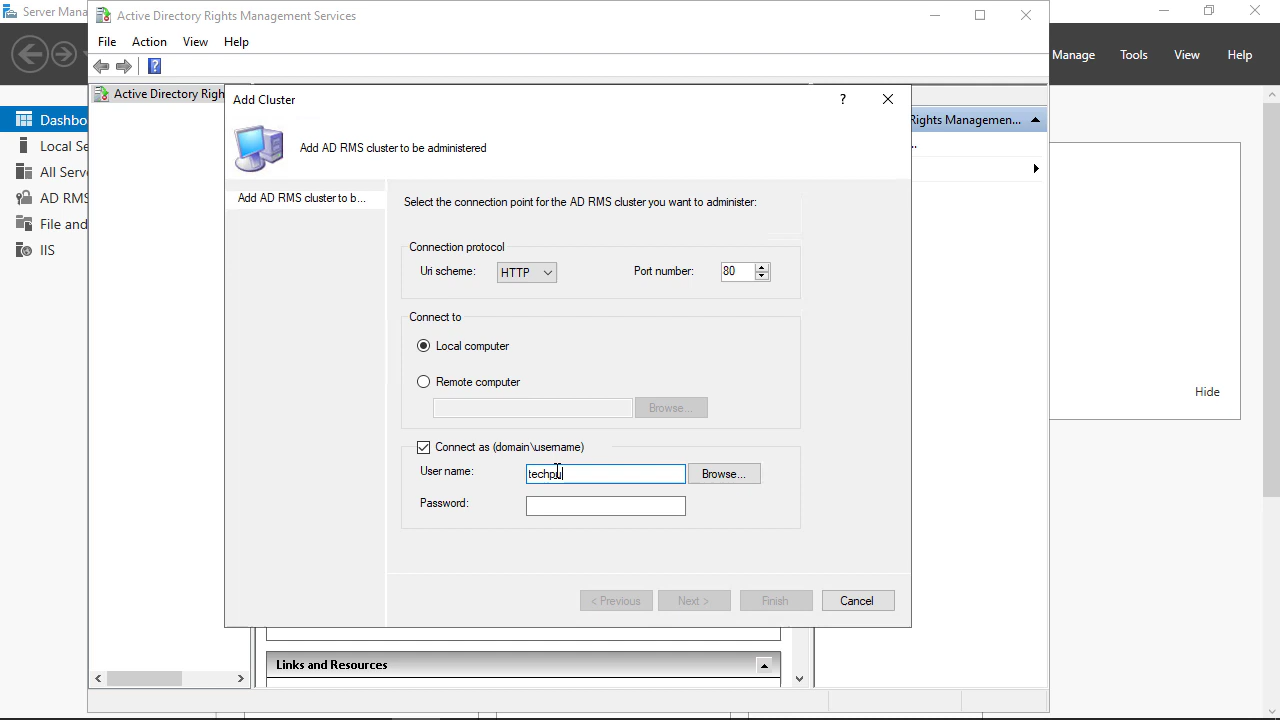 Server Mana
Active Directory Rights Management Services
File Action View Help
Manage Tools View Help
Active Directory Righ
Dashbo
Local Se
All Serve
AD RMS
File and
IIS
Add Cluster
?
Add AD RMS cluster to be administered
Rights Managemen...
Add AD RMS cluster to b...
Select the connection point for the AD RMS cluster you want to administer:
Connection protocol
Uri scheme: HTTP Port number: 80
Connect to
Local computer
Remote computer
Browse...
Hide
Connect as (domain\username)
User name: Browse...
Password:
< Previous Next > Finish Cancel
Links and Resources